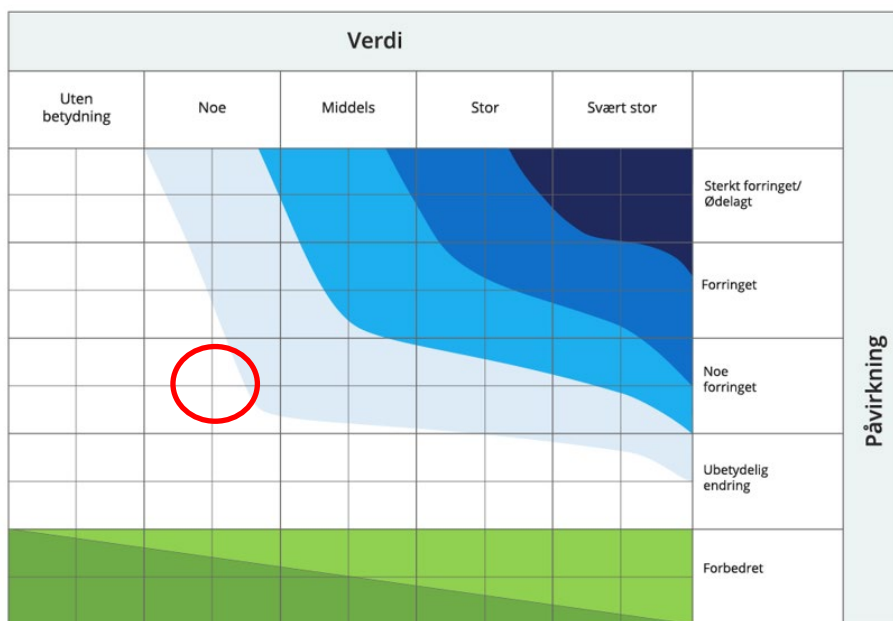 Verdi
Uten
betydning
Noe
Middels
Stor
Svært stor
Sterkt forringet/
Ødelagt
Forringet
Noe
forringet
Ubetydelig
endring
Forbedret
Påvirkning